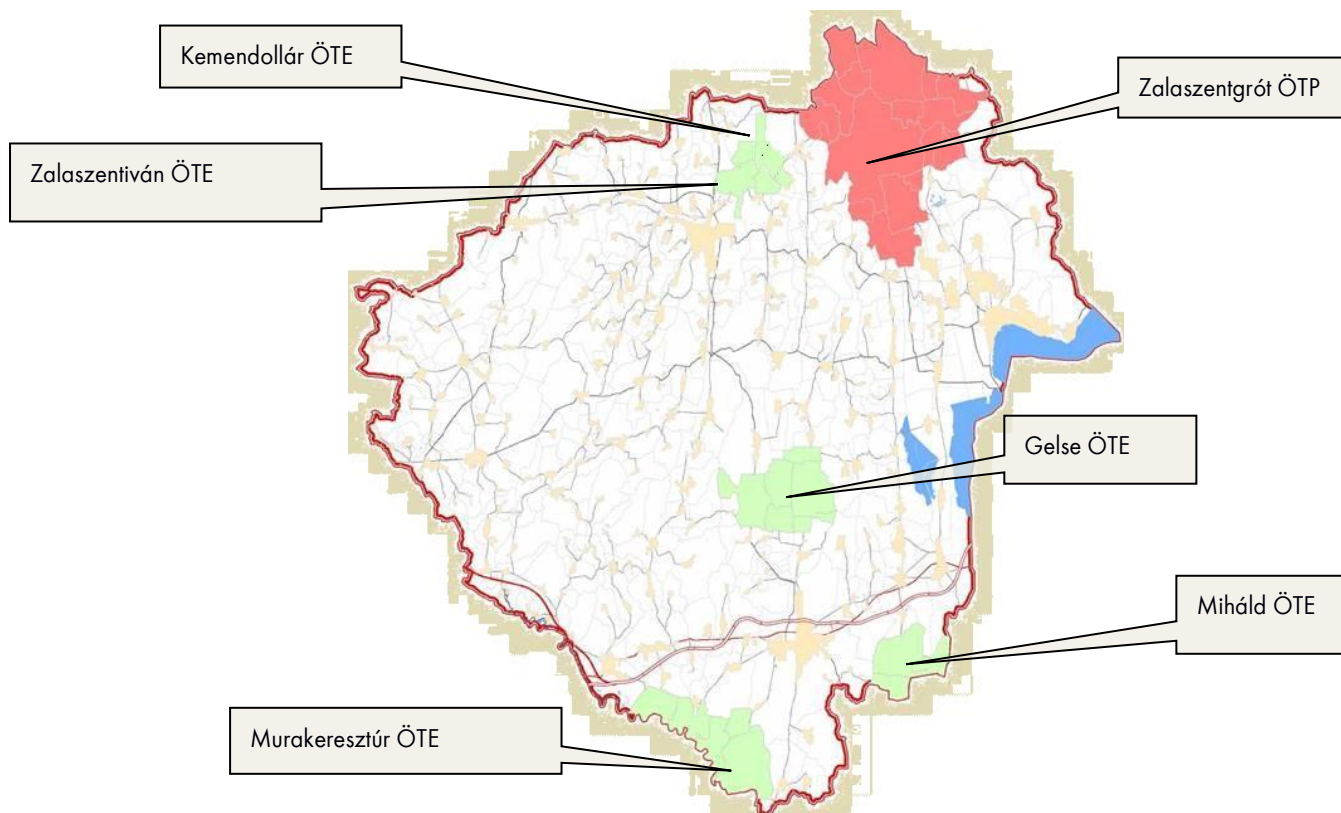 Kemendollár ÖTE
Zalaszentgrót ÖTP
Zalaszentiván ÖTE
Gelse ÖTE
Miháld ÖTE
Murakeresztúr ÖTE